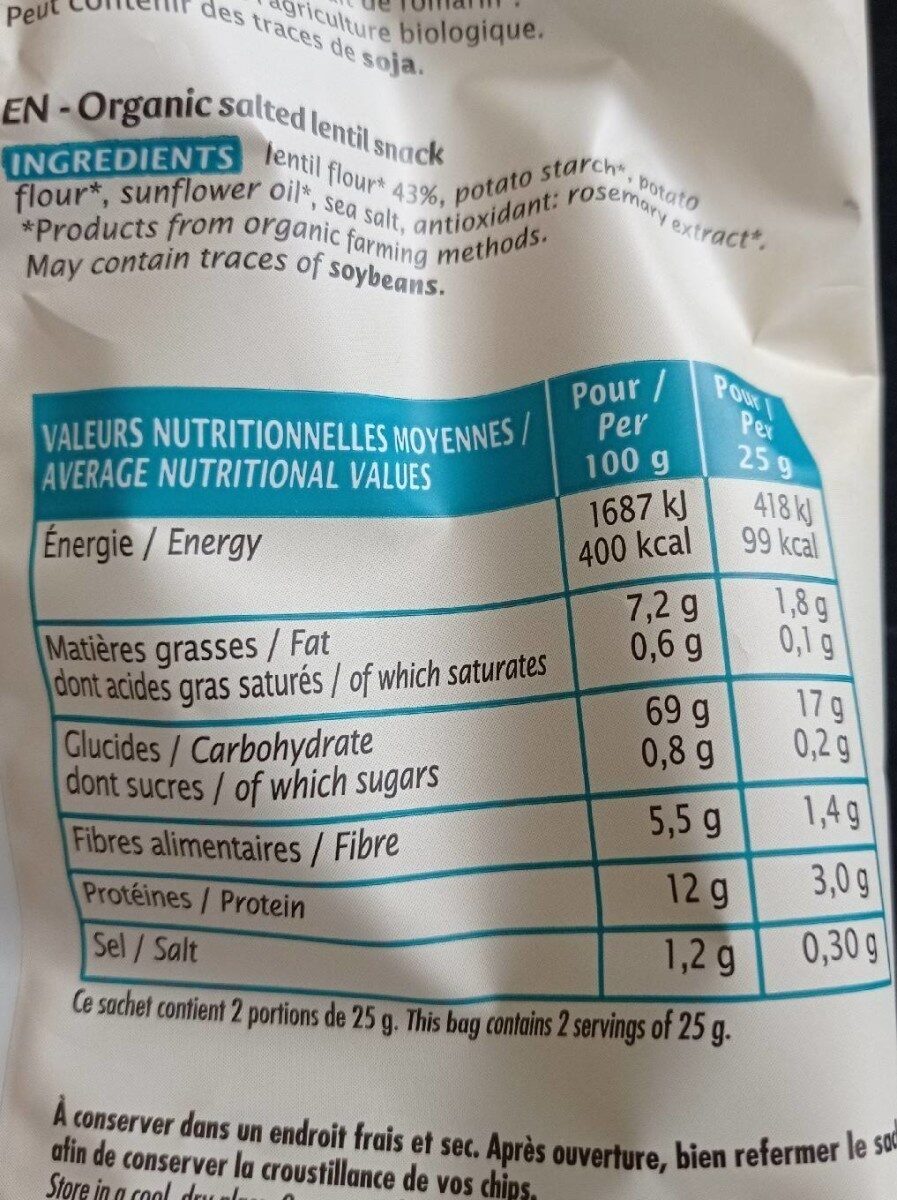 agriculture biologique.
Peut contenir des traces de soja.
EN - Organic salted lentil snack
INGREDIENTS lentil flour* 43%, potato starch*, potato
flour*, sunflower oil*, sea salt, antioxidant: rosemary extract*.
*Products from organic farming methods.
May contain traces of soybeans.
VALEURS NUTRITIONNELLES MOYENNES /
AVERAGE NUTRITIONAL VALUES
Pour /
Per
100 g
Pour /
Per
25 g
Énergie / Energy
1687 kJ
400 kcal
418 kJ
99 kcal
Matières grasses / Fat
dont acides gras saturés / of which saturates
7,2 g
0,6 g
1,8 g
0,1 g
Glucides / Carbohydrate
dont sucres / of which sugars
69 g
0,8 g
17 g
0,2 g
Fibres alimentaires / Fibre
5,5 g
1,4 g
Protéines / Protein
12 g
3,0 g
Sel / Salt
1,2 g
0,30 g
Ce sachet contient 2 portions de 25 g. This bag contains 2 servings of 25 g.
À conserver dans un endroit frais et sec. Après ouverture, bien refermer le
afin de conserver la croustillance de vos chips.
Store in a cool, dry